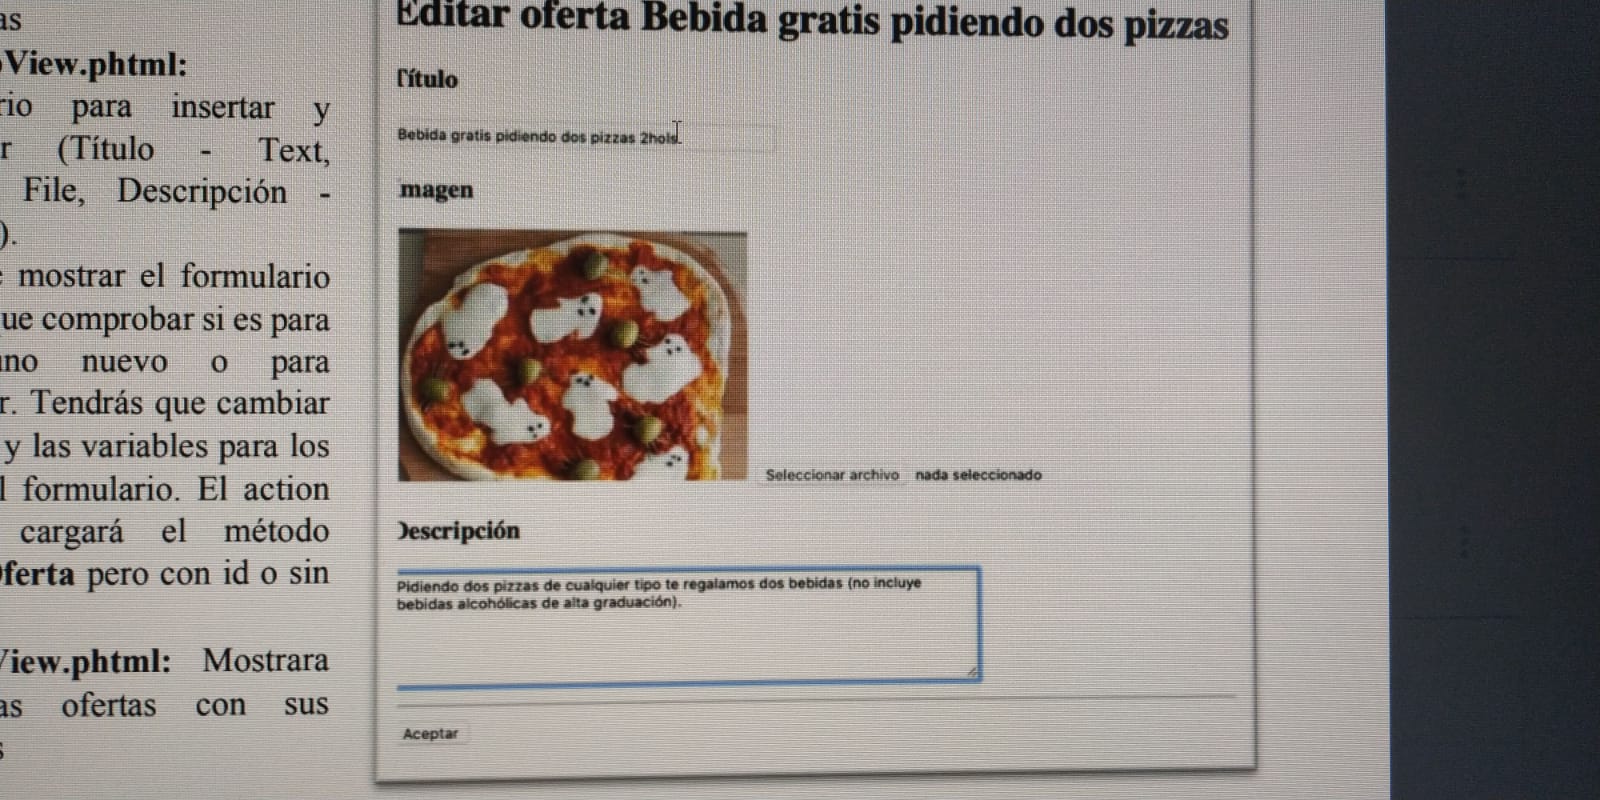 as
View.phtml:
rio para insertar y
r (Título - Text,
File, Descripción -
).
e mostrar el formulario
ue comprobar si es para
uno nuevo o para
r. Tendrás que cambiar
y las variables para los
l formulario. El action
cargará el método
ferta pero con id o sin
View.phtml: Mostrara
as ofertas con sus
s
Editar oferta Bebida gratis pidiendo dos pizzas
Título
Bebida gratis pidiendo dos pizzas 2hols.
magen
Seleccionar archivo nada seleccionado
Descripción
Pidiendo dos pizzas de cualquier tipo te regalamos dos bebidas (no incluye
bebidas alcohólicas de alta graduación).
Aceptar